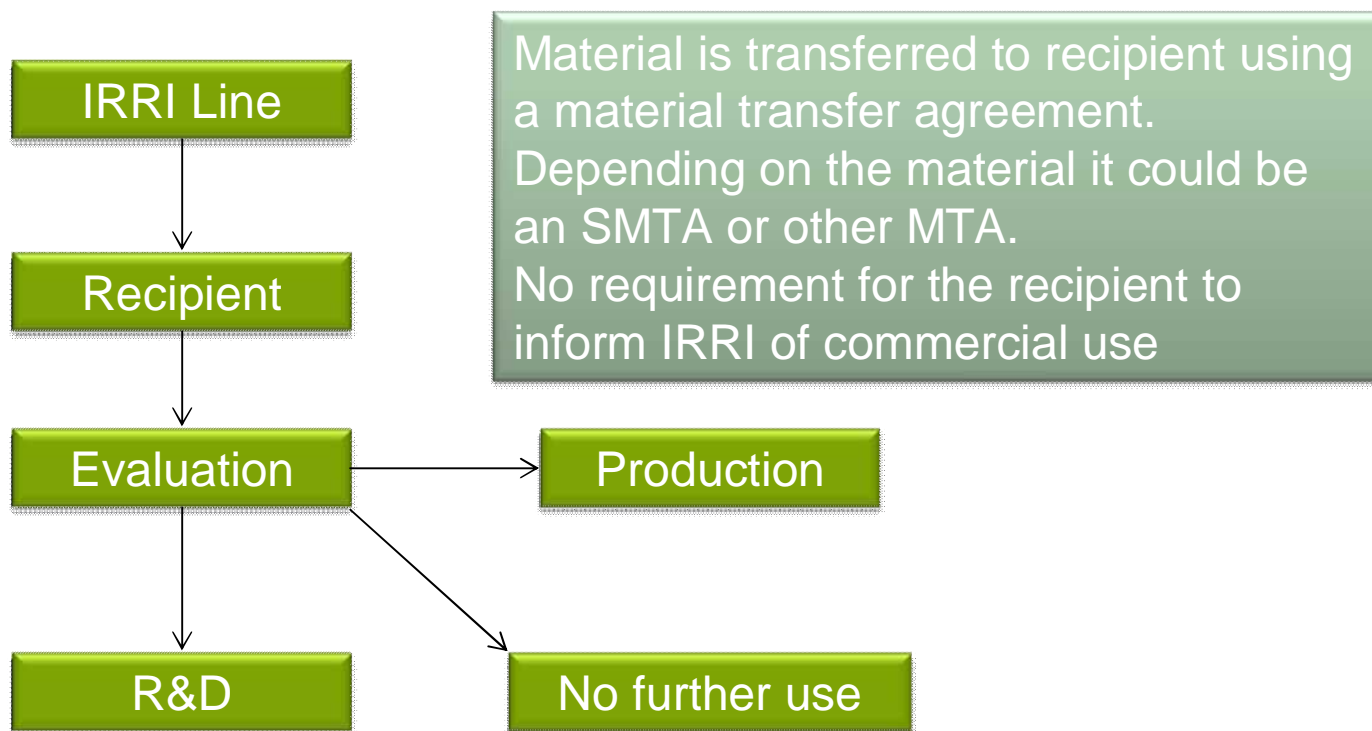 IRRI Line
Material is transferred to recipient using
a material transfer agreement.
Depending on the material it could be
an SMTA or other MTA.
No requirement for the recipient to
inform IRRI of commercial use
Recipient
Evaluation
Production
R&D
No further use